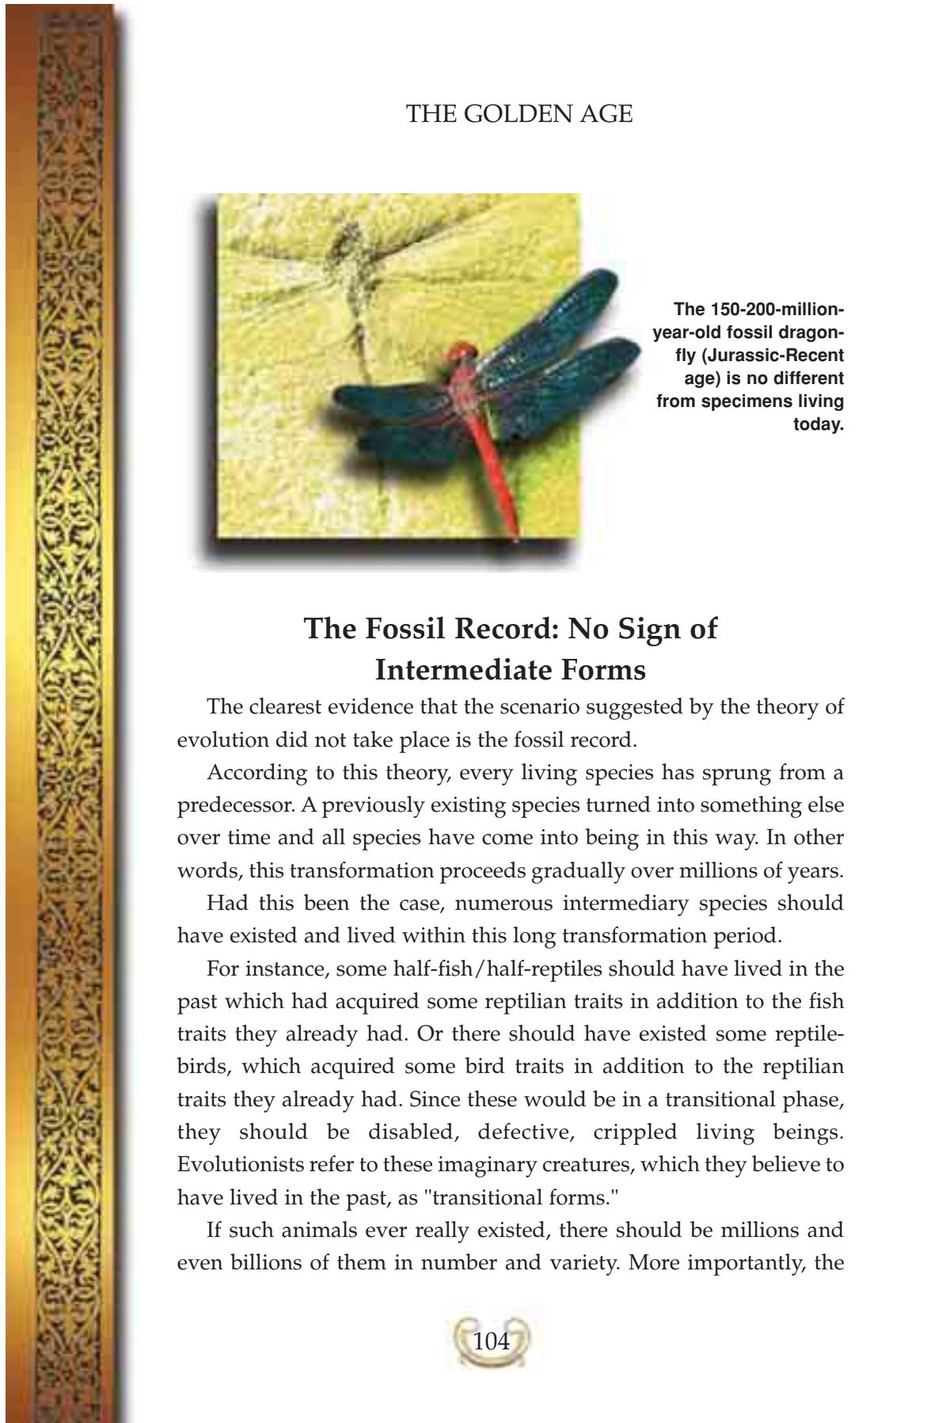 THE GOLDEN AGE
The 150-200-million-
year-old fossil dragon-
fly (Jurassic-Recent
age) is no different
from specimens living
today.
The Fossil Record: No Sign of
Intermediate Forms
The clearest evidence that the scenario suggested by the theory of
evolution did not take place is the fossil record.
According to this theory, every living species has sprung from a
predecessor. A previously existing species turned into something else
over time and all species have come into being in this way. In other
words, this transformation proceeds gradually over millions of years.
Had this been the case, numerous intermediary species should
have existed and lived within this long transformation period.
For instance, some half-fish/half-reptiles should have lived in the
past which had acquired some reptilian traits in addition to the fish
traits they already had. Or there should have existed some reptile-
birds, which acquired some bird traits in addition to the reptilian
traits they already had. Since these would be in a transitional phase,
they should be disabled, defective, crippled living beings.
Evolutionists refer to these imaginary creatures, which they believe to
have lived in the past, as "transitional forms."
If such animals ever really existed, there should be millions and
even billions of them in number and variety. More importantly, the
104